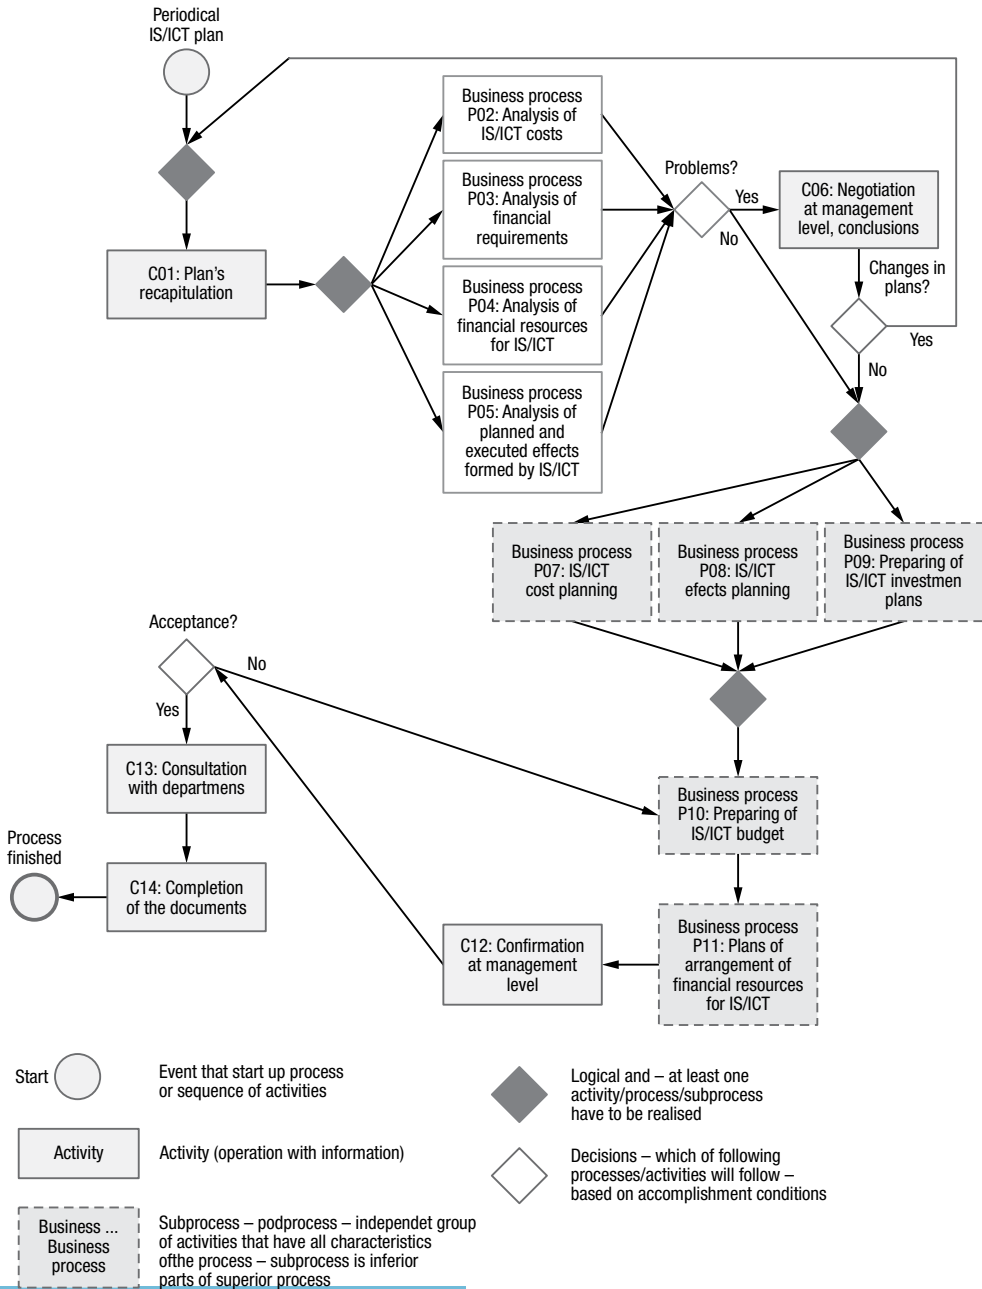 Periodical
IS/ICT plan
Business process
P02: Analysis of
IS/ICT costs
Problems?
Business process
P03: Analysis of
financial
requirements
Yes
No
C06: Negotiation
at management
level, conclusions
C01: Plan's
recapitulation
Business process
P04: Analysis of
financial resources
for IS/ICT
Changes in
plans?
Yes
No
Business process
P05: Analysis of
planned and
executed effects
formed by IS/ICT
Business process
P07: IS/ICT
cost planning
Business process
P08: IS/ICT
efects planning
Business process
P09: Preparing of
IS/ICT investmen
plans
Acceptance?
No
Yes
C13: Consultation
with departmens
Business process
P10: Preparing of
IS/ICT budget
Process
finished
C14: Completion
of the documents
C12: Confirmation
at management
level
Business process
P11: Plans of
arrangement of
financial resources
for IS/ICT
Start
Event that start up process
or sequence of activities
Logical and – at least one
activity/process/subprocess
have to be realised
Activity
Activity (operation with information)
Decisions – which of following
processes/activities will follow –
based on accomplishment conditions
Business ...
Business
process
Subprocess – podprocess – independet group
of activities that have all characteristics
ofthe process – subprocess is inferior
parts of superior process